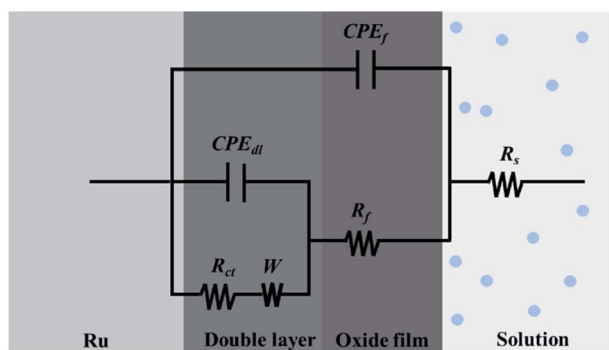 CPE_f
CPE_dl
R_s
R_f
R_ct W
Ru Double layer Oxide film Solution